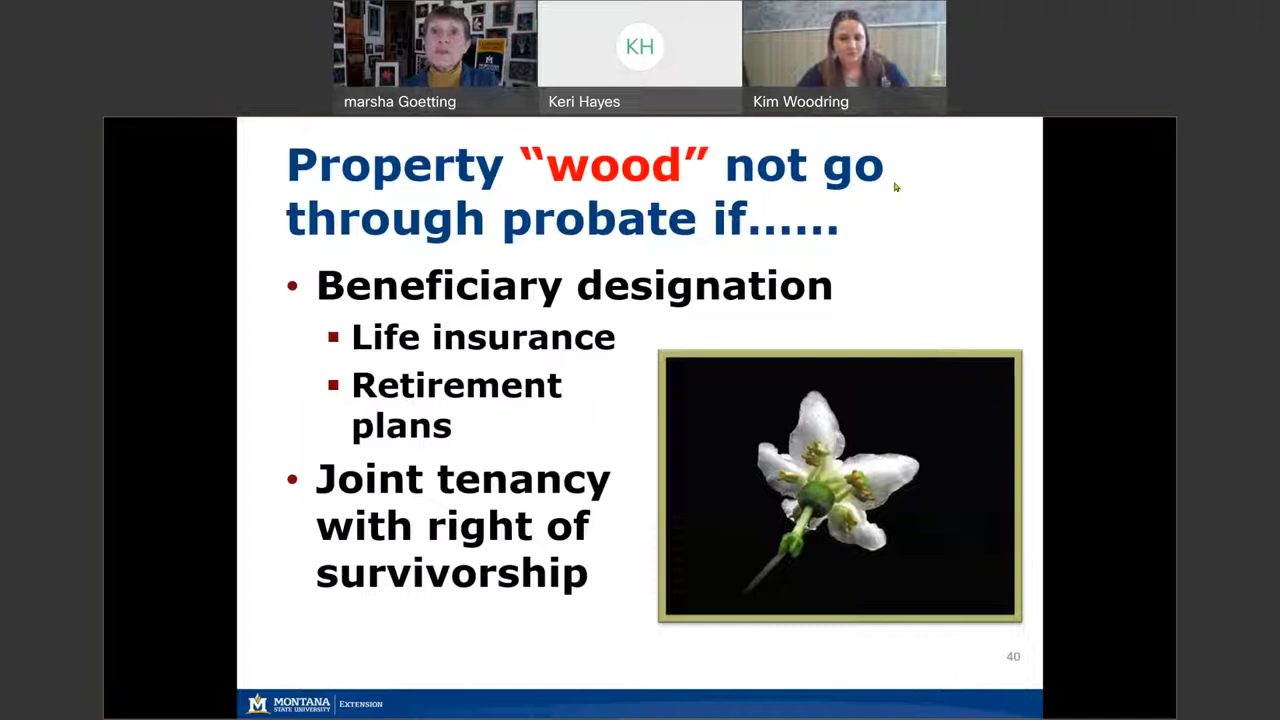 KH
marsha Goetting
Keri Hayes
Kim Woodring
Property “wood” not go
through probate if......
• Beneficiary designation
▪ Life insurance
▪ Retirement
plans
• Joint tenancy
with right of
survivorship
40
MONTANA
STATE UNIVERSITY
EXTENSION